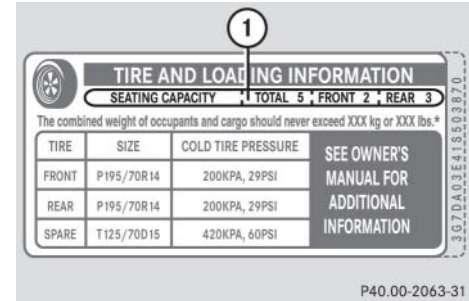 1
TIRE AND LOADING INFORMATION
SEATING CAPACITY TOTAL 5 FRONT 2 REAR 3
The combined weight of occupants and cargo should never exceed XXX kg or XXX lbs.*
TIRE SIZE COLD TIRE PRESSURE
FRONT P195/70R14 200KPA, 29PSI
REAR P195/70R14 200KPA, 29PSI
SPARE T125/70D15 420KPA, 60PSI
SEE OWNER'S
MANUAL FOR
ADDITIONAL
INFORMATION
3G7DA03E41S503870
P40.00-2063-31